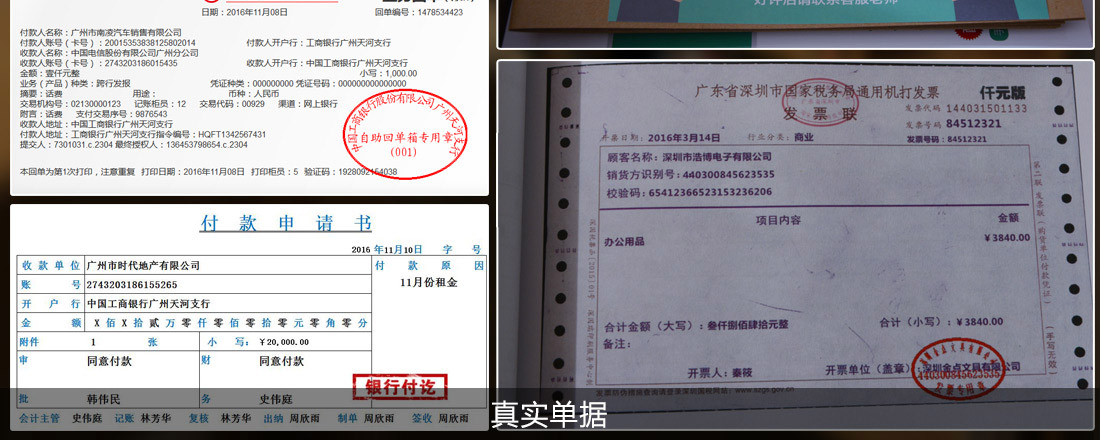 日期：2016年11月08日 回单编号：1478534423
付款人名称：广州市南凌汽车销售有限公司
付款人账号（卡号）：20015353838125802014 付款人开户行：工商银行广州天河支行
收款人名称：中国电信股份有限公司广州分公司
收款人账号（卡号）：2743203186015435 收款人开户行：中国工商银行广州天河支行
金额：壹仟元整 小写：1,000.00
业务（产品）种类：跨行发报 凭证种类：000000000 凭证号码：00000000000000
摘要：话费 用途： 币种：人民币
交易机构号：02130000123 记账柜员：12 交易代码：00929 渠道：网上银行
附言：话费 支付交易序号：9876543
收款人地址：中国工商银行广州天河支行
付款人地址：工商银行广州天河支行指令编号：HQFT1342567431
提交人：7301031.c.2304 最终授权人：136453798654.c.2304
本回单为第1次打印，注意重复 打印日期：2016年11月08日 打印柜员：5 验证码：1928092154038
中国工商银行股份有限公司广州天河支行
自助回单箱专用章
(001)
付款申请书
2016 年11月10日 字 号
收款单位 广州市时代地产有限公司 付款原因
账号 2743203186155265 11月份租金
开户行 中国工商银行广州天河支行
金额 X 佰 X 拾 贰 万 零 仟 零 佰 零 拾 零 元 零 角 零 分
附件 1 张 小写： ￥20,000.00
审 同意付款 财 同意付款
批 韩伟民 务 史伟庭
银行付讫
会计主管 史伟庭 记账 林芳华 复核 林芳华 出纳 周欣雨 制单 周欣雨 签收 周欣雨
好评后请联系客服老师
广东省深圳市国家税务局通用机打发票 仟元版
发票联
发票代码 144031501133
发票号码 84512321
开票日期：2016年3月14日 行业分类：商业 发票号码：84512321
顾客名称：深圳市浩博电子有限公司
销货方识别号：440300845623535
校验码：65412366523153236206
项目内容 金额
办公用品 ￥3840.00
合计金额（大写）：叁仟捌佰肆拾元整 合计（小写）：￥3840.00
备注：
开票人：秦筱 开票单位（盖章）：深圳金点文具有限公司
440300845623535
发票专用章
第二联 发票联（购货单位付款凭证）
（手写无效）
真实单据